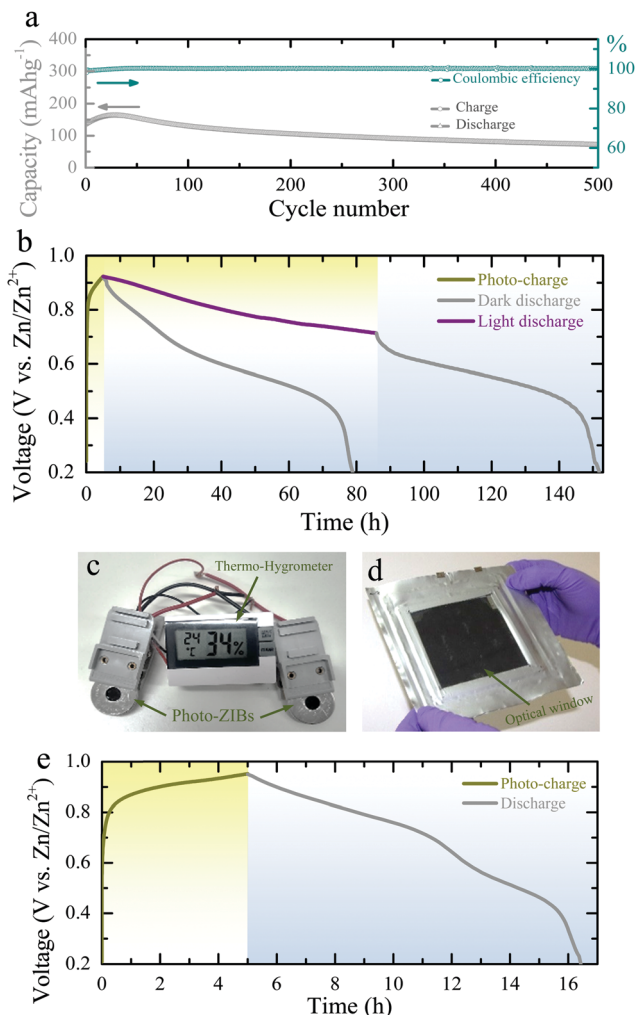 a
400
300
200
100
0
Capacity (mAhg⁻¹)
%
100
80
60
Coulombic efficiency
Charge
Discharge
0
100
200
300
400
500
Cycle number
b
1.0
0.8
0.6
0.4
0.2
Voltage (V vs. Zn/Zn²⁺)
Photo-charge
Dark discharge
Light discharge
0
20
40
60
80
100
120
140
Time (h)
c
Thermo-Hygrometer
24
°C
34%
Photo-ZIBs
d
Optical window
e
1.0
0.8
0.6
0.4
0.2
Voltage (V vs. Zn/Zn²⁺)
Photo-charge
Discharge
0
2
4
6
8
10
12
14
16
Time (h)